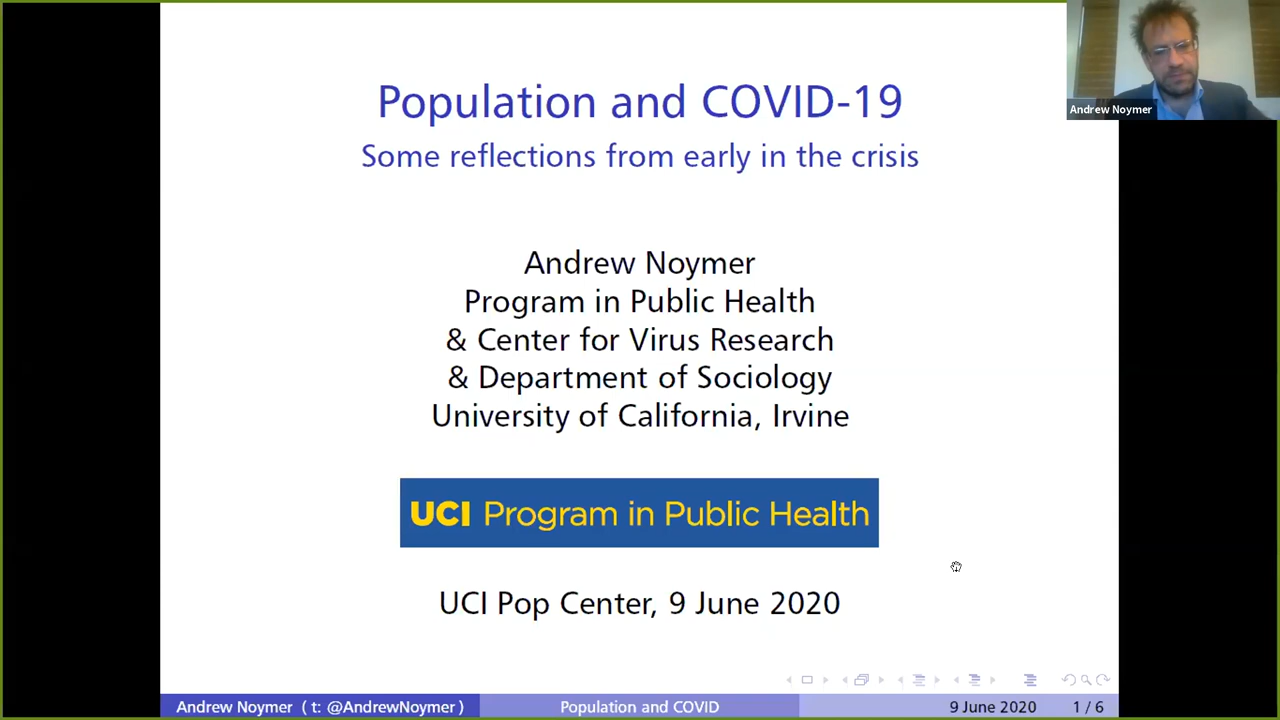 Population and COVID-19
Some reflections from early in the crisis
Andrew Noymer
Andrew Noymer
Program in Public Health
& Center for Virus Research
& Department of Sociology
University of California, Irvine
UCI Program in Public Health
UCI Pop Center, 9 June 2020
Andrew Noymer ( t: @AndrewNoymer ) Population and COVID 9 June 2020 1 / 6